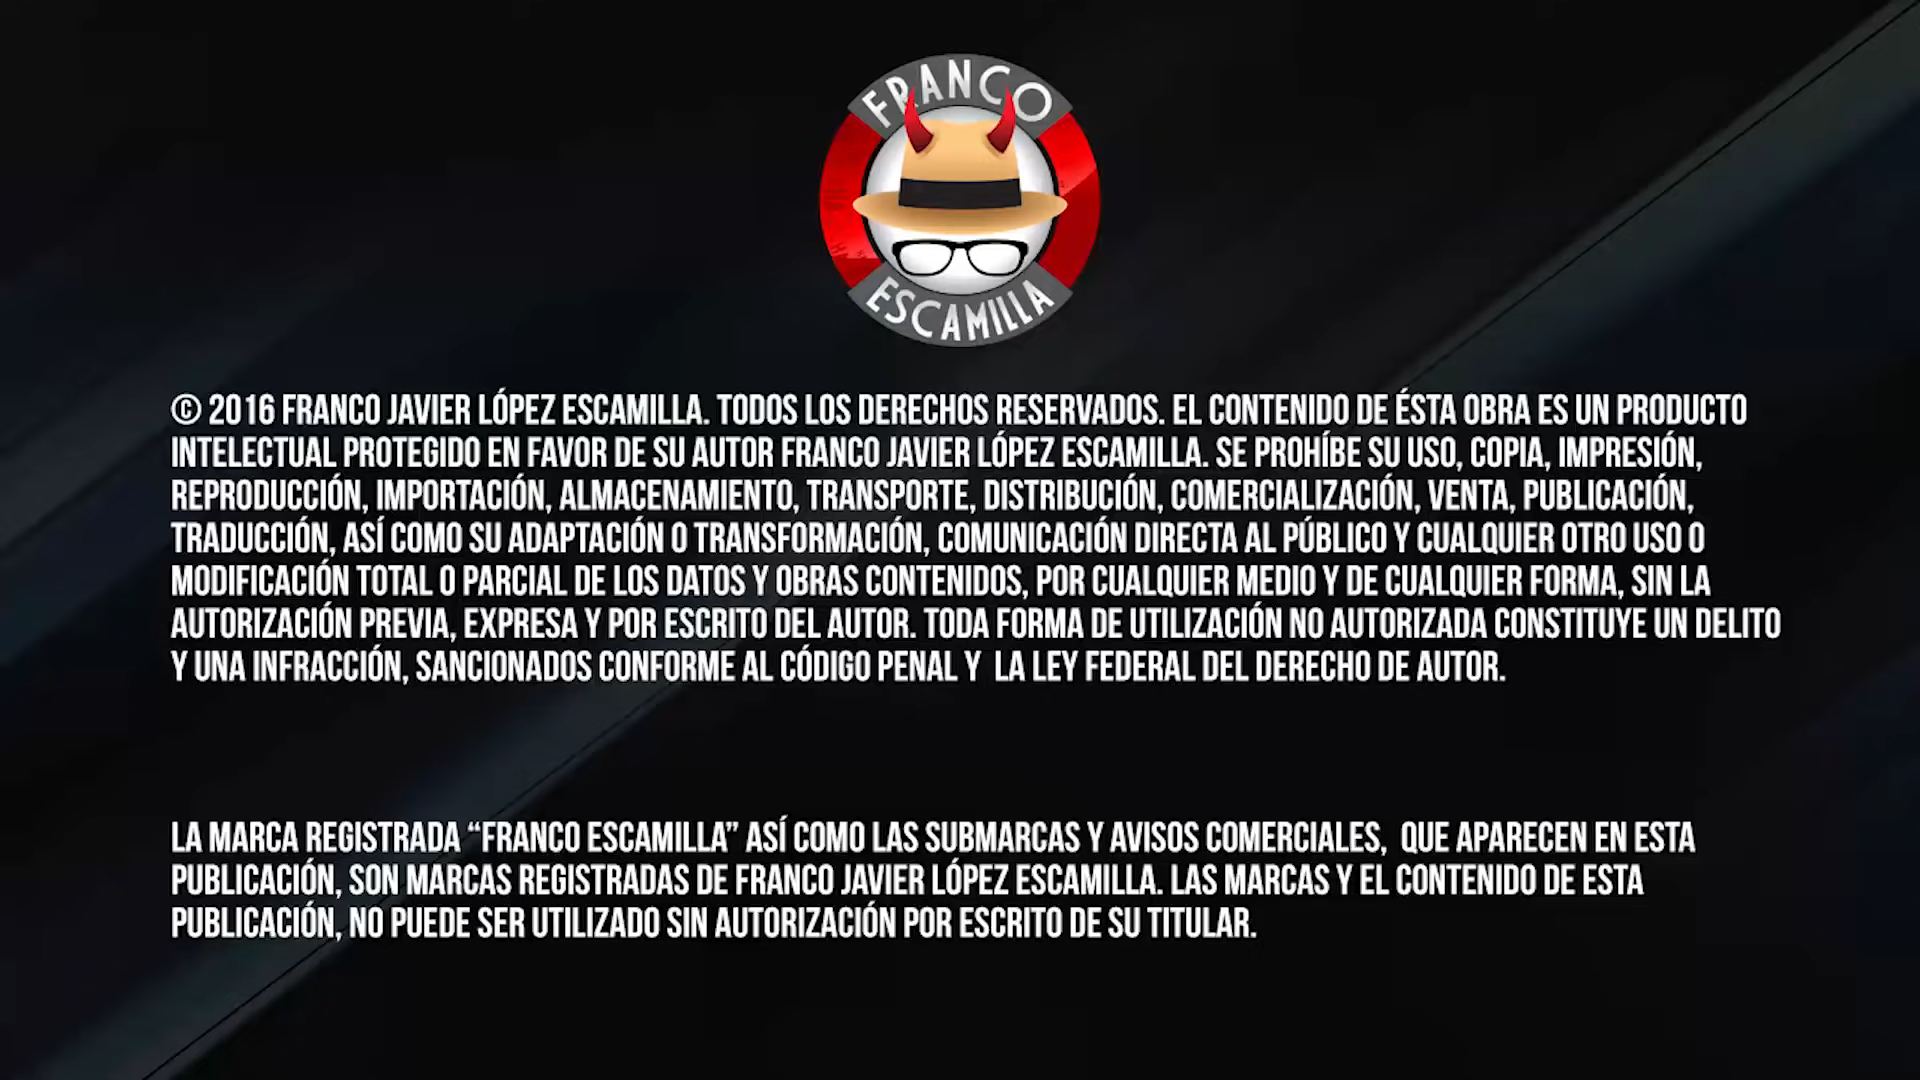 FRANCO
ESCAMILLA
© 2016 FRANCO JAVIER LÓPEZ ESCAMILLA. TODOS LOS DERECHOS RESERVADOS. EL CONTENIDO DE ÉSTA OBRA ES UN PRODUCTO
INTELECTUAL PROTEGIDO EN FAVOR DE SU AUTOR FRANCO JAVIER LÓPEZ ESCAMILLA. SE PROHÍBE SU USO, COPIA, IMPRESIÓN,
REPRODUCCIÓN, IMPORTACIÓN, ALMACENAMIENTO, TRANSPORTE, DISTRIBUCIÓN, COMERCIALIZACIÓN, VENTA, PUBLICACIÓN,
TRADUCCIÓN, ASÍ COMO SU ADAPTACIÓN O TRANSFORMACIÓN, COMUNICACIÓN DIRECTA AL PÚBLICO Y CUALQUIER OTRO USO O
MODIFICACIÓN TOTAL O PARCIAL DE LOS DATOS Y OBRAS CONTENIDOS, POR CUALQUIER MEDIO Y DE CUALQUIER FORMA, SIN LA
AUTORIZACIÓN PREVIA, EXPRESA Y POR ESCRITO DEL AUTOR. TODA FORMA DE UTILIZACIÓN NO AUTORIZADA CONSTITUYE UN DELITO
Y UNA INFRACCIÓN, SANCIONADOS CONFORME AL CÓDIGO PENAL Y LA LEY FEDERAL DEL DERECHO DE AUTOR.
LA MARCA REGISTRADA “FRANCO ESCAMILLA” ASÍ COMO LAS SUBMARCAS Y AVISOS COMERCIALES, QUE APARECEN EN ESTA
PUBLICACIÓN, SON MARCAS REGISTRADAS DE FRANCO JAVIER LÓPEZ ESCAMILLA. LAS MARCAS Y EL CONTENIDO DE ESTA
PUBLICACIÓN, NO PUEDE SER UTILIZADO SIN AUTORIZACIÓN POR ESCRITO DE SU TITULAR.